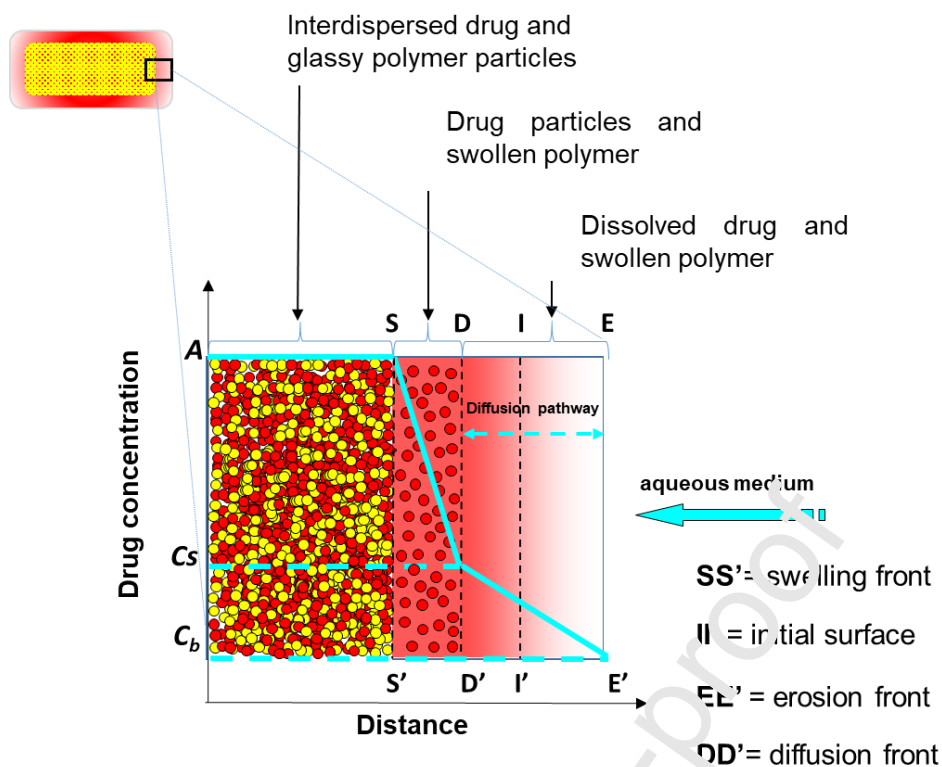 Interdispersed drug and
glassy polymer particles
Drug particles and
swollen polymer
Dissolved drug and
swollen polymer
S D I E
A
Diffusion pathway
Drug concentration
aqueous medium
Cs
SS’= swelling front
C_b
= initial surface
S’ D’ I’ E’
EE’ = erosion front
Distance
DD’= diffusion front
-proof